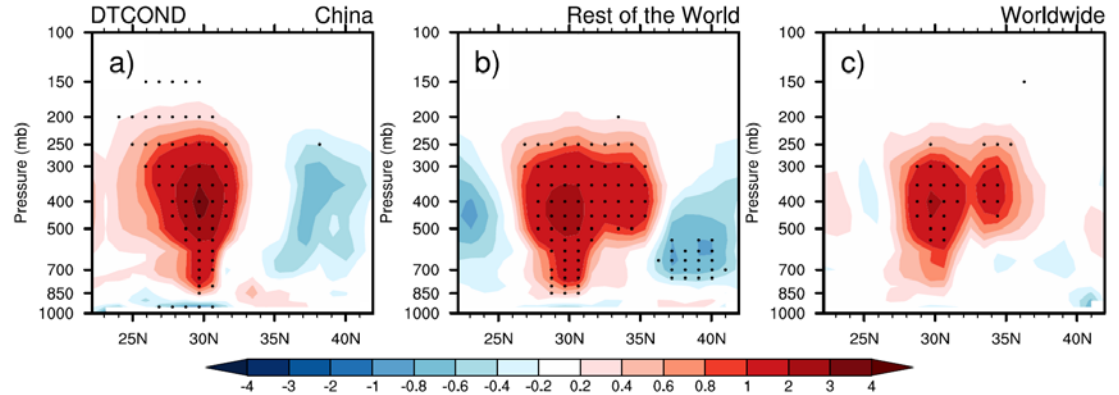 DTCOND China Rest of the World Worldwide
a) b) c)
Pressure (mb) Pressure (mb) Pressure (mb)
100 100 100
150 150 150
200 200 200
250 250 250
300 300 300
400 400 400
500 500 500
700 700 700
850 850 850
1000 1000 1000
25N 30N 35N 40N 25N 30N 35N 40N 25N 30N 35N 40N
-4 -3 -2 -1 -0.8 -0.6 -0.4 -0.2 0.2 0.4 0.6 0.8 1 2 3 4